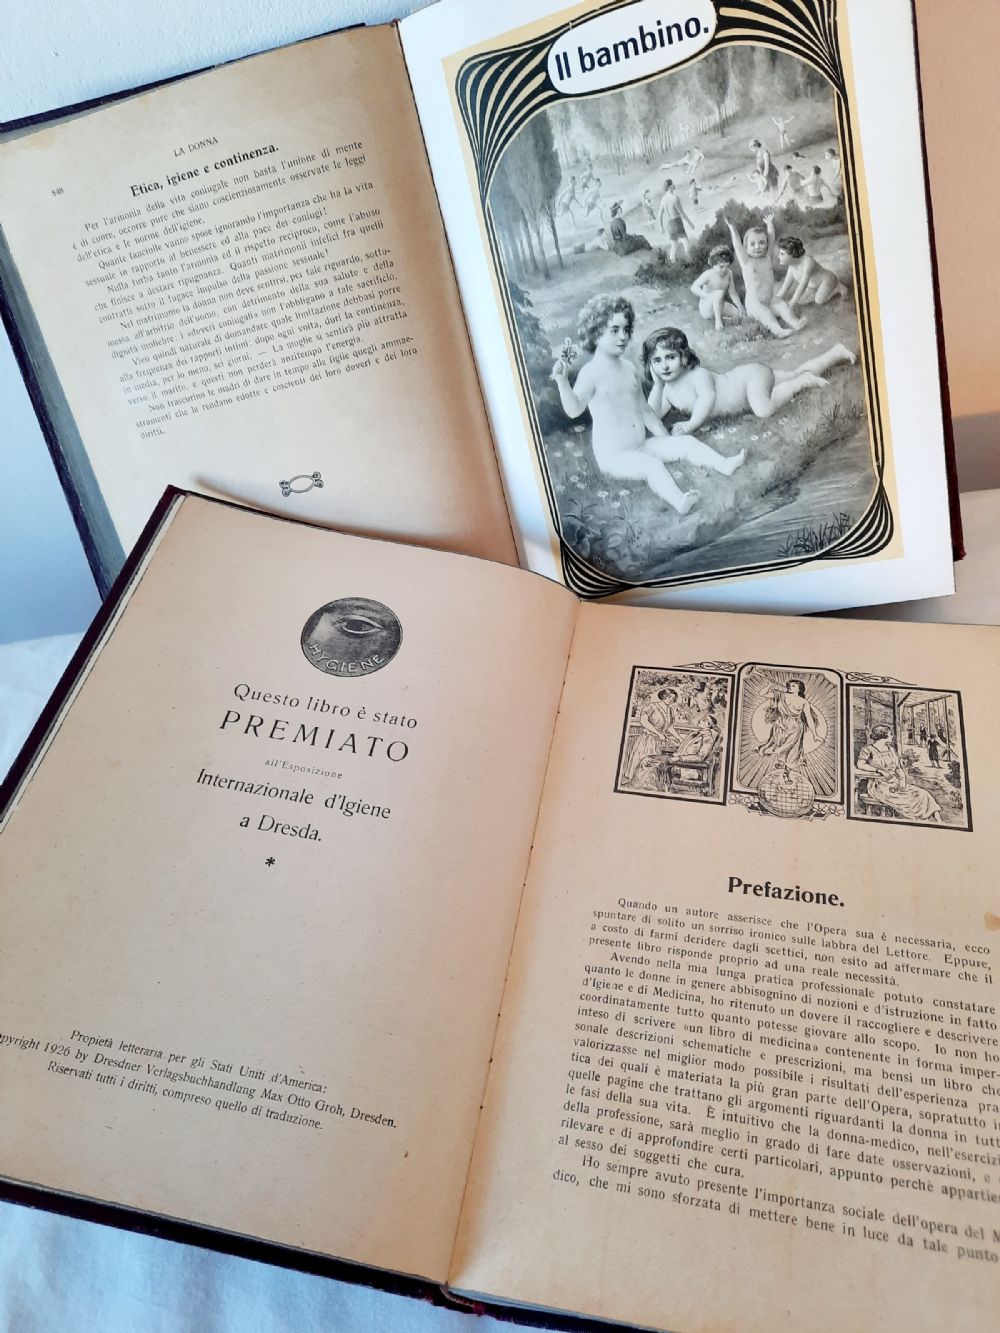 LA DONNA
848
Etica, igiene e continenza.
Per l'armonia della vita coniugale non basta l'unione di mente
e di cuore, occorre pure che siano coscienziosamente osservate le leggi
dell'etica e le norme dell'igiene.
Quante fanciulle vanno spose ignorando l'importanza che ha la vita
sessuale in rapporto al benessere ed alla pace dei coniugi!
Nulla turba tanto l'armonia ed il rispetto reciproco, come l'abuso
che finisce a destare ripugnanza. Quanti matrimonii infelici fra quelli
contratti sotto il fugace impulso della passione sessuale!
Nel matrimonio la donna non deve sentirsi, per tale riguardo, sotto-
messa all'arbitrio dell'uomo, con detrimento della sua salute e della
dignità muliebre: i «doveri coniugali» non l'obbligano a tale sacrificio.
Vien quindi naturale di domandare quale limitazione debbasi porre
alla frequenza dei rapporti intimi: dopo ogni volta, duri la continenza,
in media, per lo meno, sei giorni. — La moglie si sentirà più attratta
verso il marito, e questi non perderà anzitempo l'energia.
Non trascurino le madri di dare in tempo alle figlie quegli ammae-
stramenti che le rendano edotte e coscienti dei loro doveri e dei loro
diritti.
Il bambino.
HYGIENE
Questo libro è stato
PREMIATO
all'Esposizione
Internazionale d'Igiene
a Dresda.
*
Propietà letteraria per gli Stati Uniti d'America:
opyright 1926 by Dresdner Verlagsbuchhandlung Max Otto Groh, Dresden.
Riservati tutti i diritti, compreso quello di traduzione.
Prefazione.
Quando un autore asserisce che l'Opera sua è necessaria, ecco
spuntare di solito un sorriso ironico sulle labbra del Lettore. Eppure,
a costo di farmi deridere dagli scettici, non esito ad affermare che il
presente libro risponde proprio ad una reale necessità.
Avendo nella mia lunga pratica professionale potuto constatare
quanto le donne in genere abbisognino di nozioni e d'istruzione in fatto
d'Igiene e di Medicina, ho ritenuto un dovere il raccogliere e descrivere
coordinatamente tutto quanto potesse giovare allo scopo. Io non ho
inteso di scrivere «un libro di medicina» contenente in forma imper-
sonale descrizioni schematiche e prescrizioni, ma bensì un libro che
valorizzasse nel miglior modo possibile i risultati dell'esperienza pra-
tica dei quali è materiata la più gran parte dell'Opera, sopratutto in
quelle pagine che trattano gli argomenti riguardanti la donna in tutt
le fasi della sua vita. È intuitivo che la donna-medico, nell'esercizi
della professione, sarà meglio in grado di fare date osservazioni, e
rilevare e di approfondire certi particolari, appunto perchè appartien
al sesso dei soggetti che cura.
Ho sempre avuto presente l'importanza sociale dell'opera del M
dico, che mi sono sforzata di mettere bene in luce da tale punto